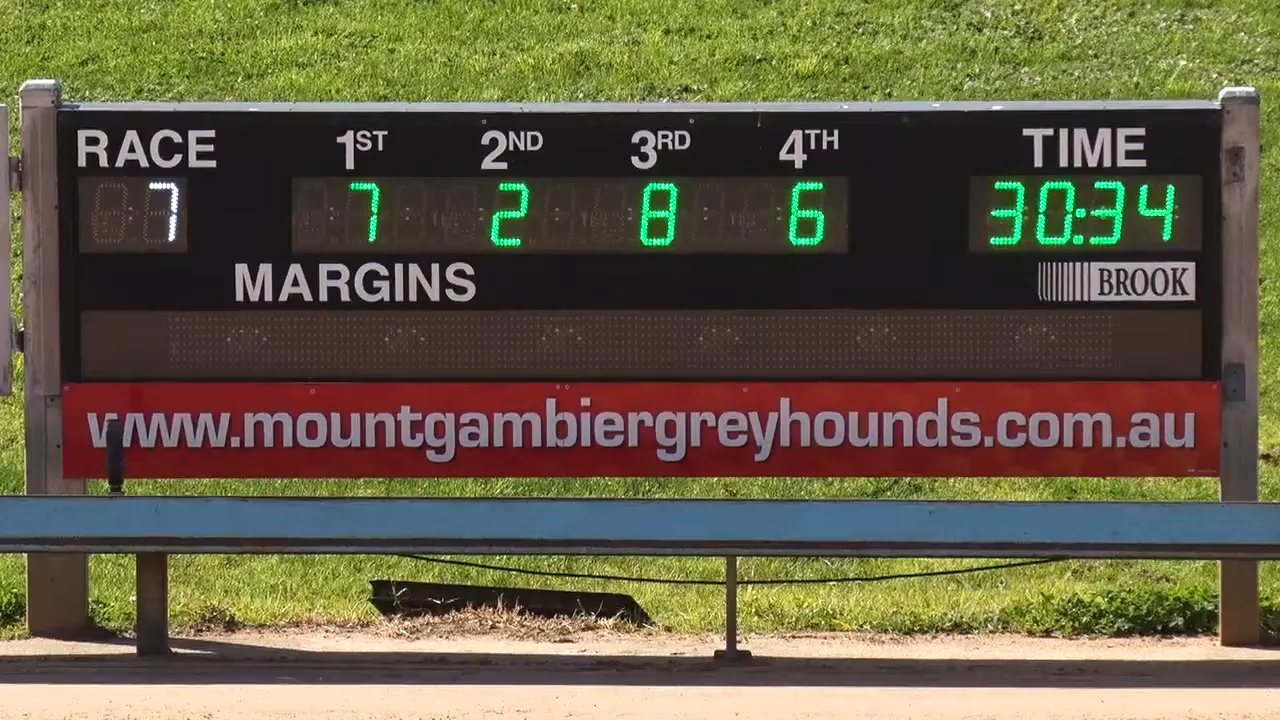 RACE 1ST 2ND 3RD 4TH TIME
7 7 2 8 6 30:34
MARGINS BROOK
www.mountgambiergreyhounds.com.au